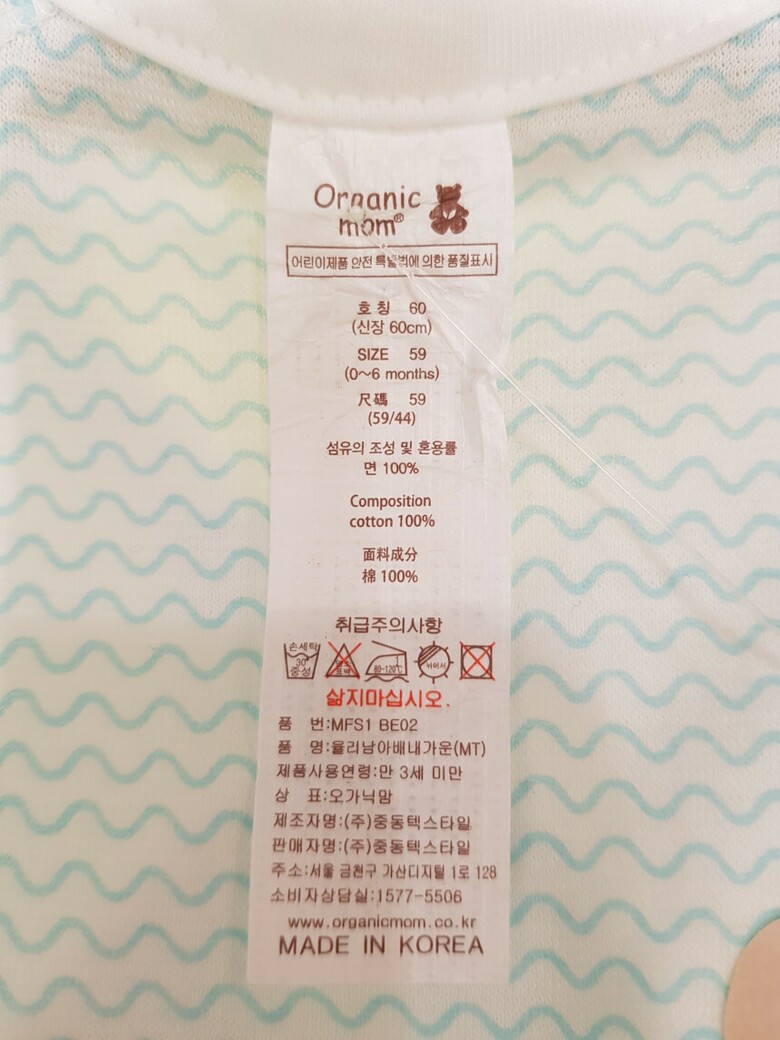 Organic
mom®
어린이제품 안전 특별법에 의한 품질표시
호 칭 60
(신장 60cm)
SIZE 59
(0~6 months)
尺碼 59
(59/44)
섬유의 조성 및 혼용률
면 100%
Composition
cotton 100%
面料成分
棉 100%
취급주의사항
손세탁
30°
중성
80-120℃
뉘어서
삶지마십시오.
품 번:MFS1 BE02
품 명:율리남아배내가운(MT)
제품사용연령:만 3세 미만
상 표:오가닉맘
제조자명:(주)중동텍스타일
판매자명:(주)중동텍스타일
주소:서울 금천구 가산디지털 1로 128
소비자상담실:1577-5506
www.organicmom.co.kr
MADE IN KOREA